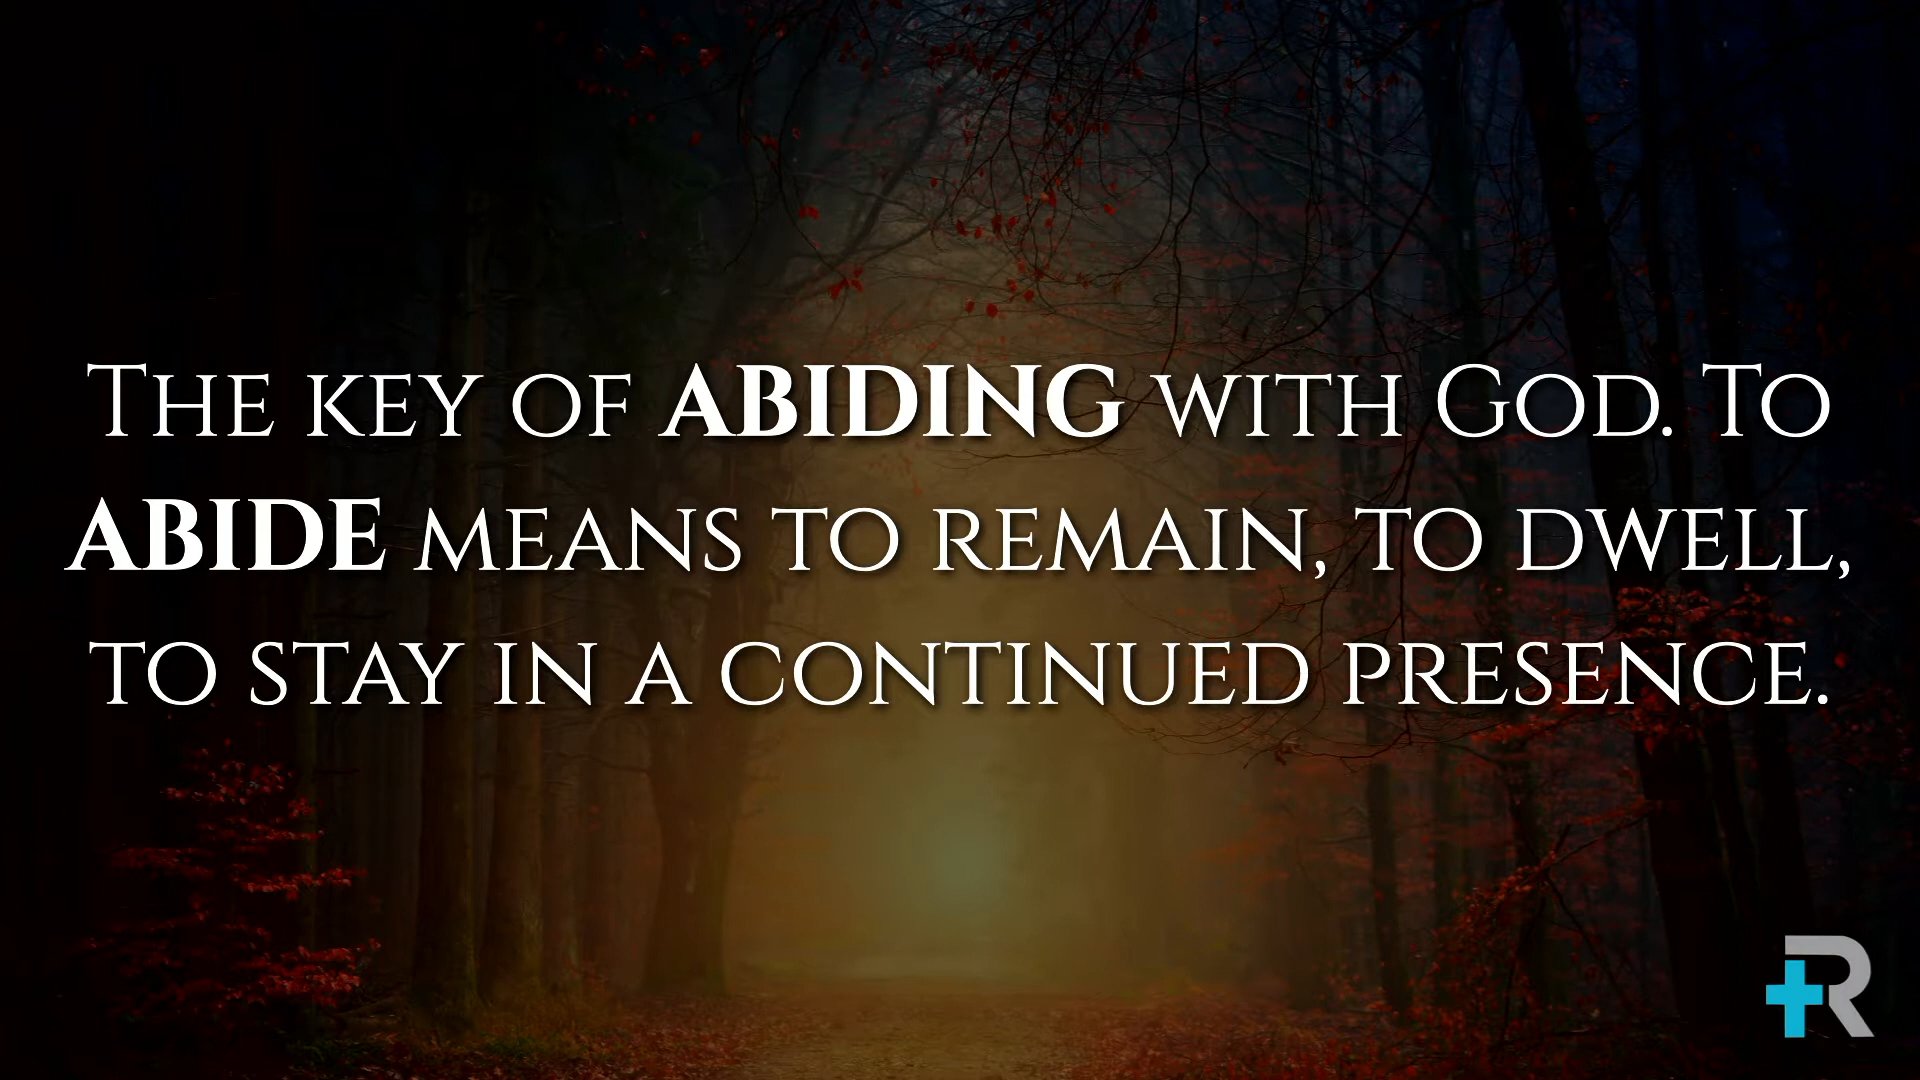 The key of ABIDING with God. To
ABIDE means to remain, to dwell,
to stay in a continued presence.
R